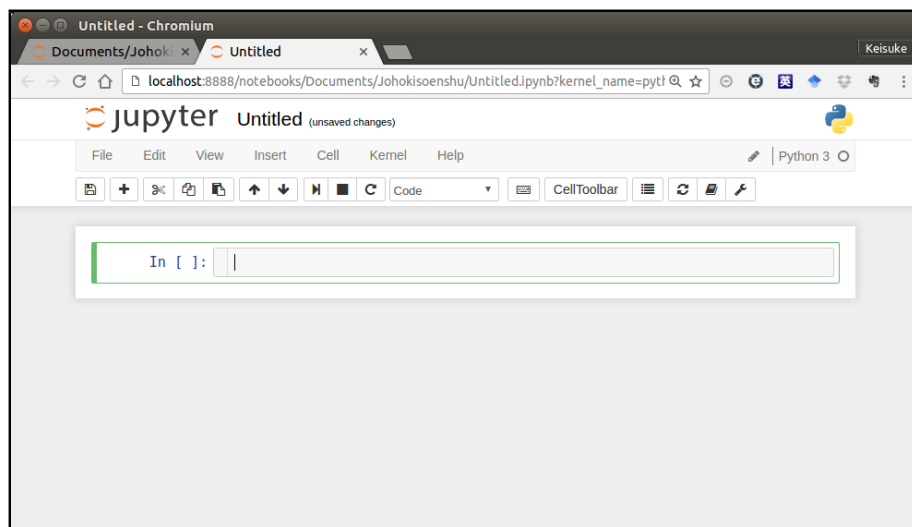 Untitled - Chromium
Documents/Johoki
Untitled
Keisuke
localhost:8888/notebooks/Documents/Johokisoenshu/Untitled.ipynb?kernel_name=pyt
英
jupyter Untitled (unsaved changes)
File Edit View Insert Cell Kernel Help Python 3
Code CellToolbar
In [ ]: